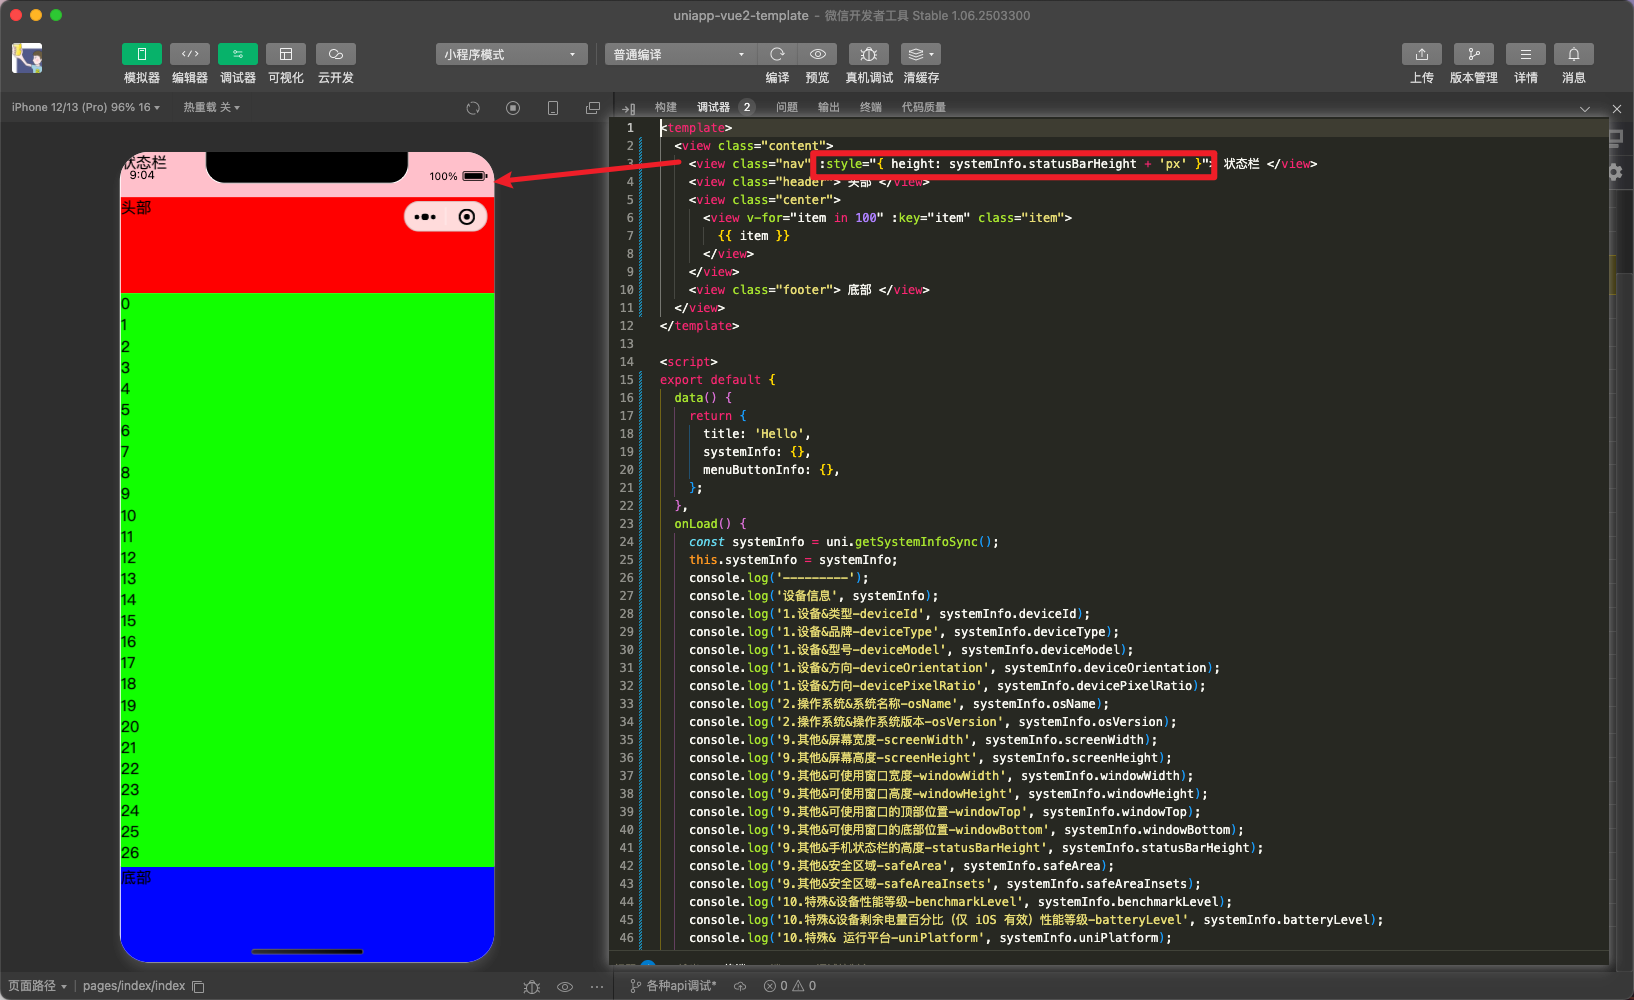 uniapp-vue2-template - 微信开发者工具 Stable 1.06.2503300
模拟器 编辑器 调试器 可视化 云开发
小程序模式 普通编译
编译 预览 真机调试 清缓存
上传 版本管理 详情 消息
iPhone 12/13 (Pro) 96% 16 热重载 关
构建 调试器 2 问题 输出 终端 代码质量
状态栏
9:04 100%
头部
0
1
2
3
4
5
6
7
8
9
10
11
12
13
14
15
16
17
18
19
20
21
22
23
24
25
26
底部
1 <template>
2 <view class="content">
3 <view class="nav" :style="{ height: systemInfo.statusBarHeight + 'px' }"> 状态栏 </view>
4 <view class="header"> 头部 </view>
5 <view class="center">
6 <view v-for="item in 100" :key="item" class="item">
7 {{ item }}
8 </view>
9 </view>
10 <view class="footer"> 底部 </view>
11 </view>
12 </template>
13
14 <script>
15 export default {
16 data() {
17 return {
18 title: 'Hello',
19 systemInfo: {},
20 menuButtonInfo: {},
21 };
22 },
23 onLoad() {
24 const systemInfo = uni.getSystemInfoSync();
25 this.systemInfo = systemInfo;
26 console.log('---------');
27 console.log('设备信息', systemInfo);
28 console.log('1.设备&类型-deviceId', systemInfo.deviceId);
29 console.log('1.设备&品牌-deviceType', systemInfo.deviceType);
30 console.log('1.设备&型号-deviceModel', systemInfo.deviceModel);
31 console.log('1.设备&方向-deviceOrientation', systemInfo.deviceOrientation);
32 console.log('1.设备&方向-devicePixelRatio', systemInfo.devicePixelRatio);
33 console.log('2.操作系统&系统名称-osName', systemInfo.osName);
34 console.log('2.操作系统&操作系统版本-osVersion', systemInfo.osVersion);
35 console.log('9.其他&屏幕宽度-screenWidth', systemInfo.screenWidth);
36 console.log('9.其他&屏幕高度-screenHeight', systemInfo.screenHeight);
37 console.log('9.其他&可使用窗口宽度-windowWidth', systemInfo.windowWidth);
38 console.log('9.其他&可使用窗口高度-windowHeight', systemInfo.windowHeight);
39 console.log('9.其他&可使用窗口的顶部位置-windowTop', systemInfo.windowTop);
40 console.log('9.其他&可使用窗口的底部位置-windowBottom', systemInfo.windowBottom);
41 console.log('9.其他&手机状态栏的高度-statusBarHeight', systemInfo.statusBarHeight);
42 console.log('9.其他&安全区域-safeArea', systemInfo.safeArea);
43 console.log('9.其他&安全区域-safeAreaInsets', systemInfo.safeAreaInsets);
44 console.log('10.特殊&设备性能等级-benchmarkLevel', systemInfo.benchmarkLevel);
45 console.log('10.特殊&设备剩余电量百分比（仅 iOS 有效）性能等级-batteryLevel', systemInfo.batteryLevel);
46 console.log('10.特殊& 运行平台-uniPlatform', systemInfo.uniPlatform);
页面路径 | pages/index/index
各种api调试* 0 0